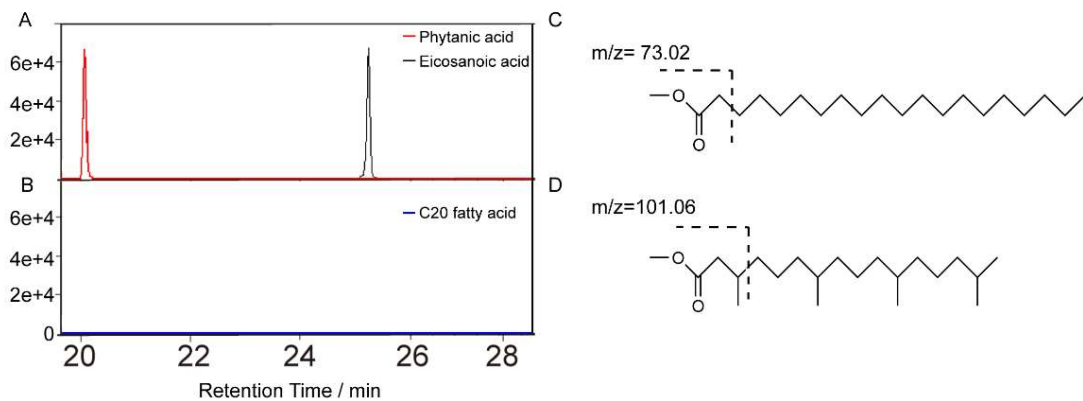 A
6e+4
4e+4
2e+4
Phytanic acid
Eicosanoic acid
B
6e+4
4e+4
2e+4
0
C20 fatty acid
20 22 24 26 28
Retention Time / min
C
m/z= 73.02
O
O
D
m/z=101.06
O
O